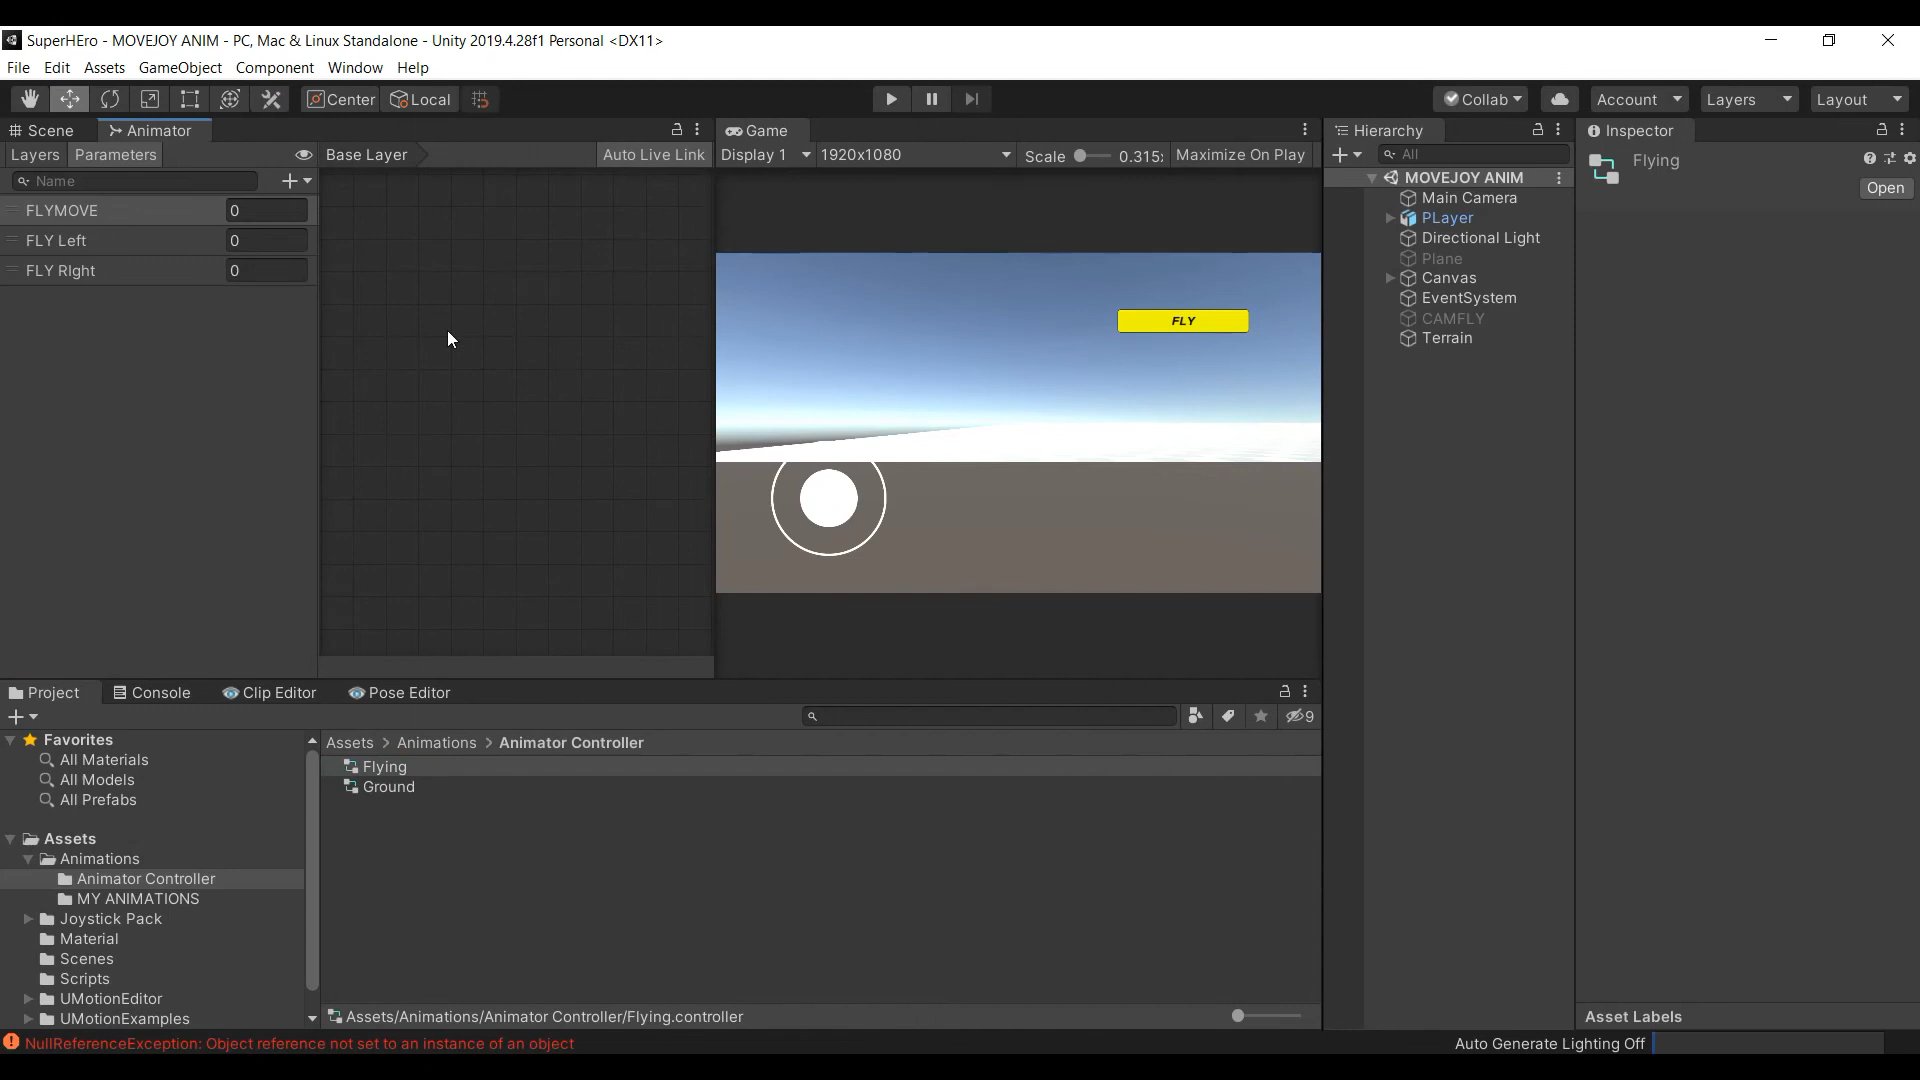 SuperHEro - MOVEJOY ANIM - PC, Mac & Linux Standalone - Unity 2019.4.28f1 Personal <DX11>
File Edit Assets GameObject Component Window Help
Center Local Collab Account Layers Layout
Scene Animator
Layers Parameters Base Layer Auto Live Link
Name
FLYMOVE 0
FLY Left 0
FLY RIght 0
Game
Display 1 1920x1080 Scale 0.315 Maximize On Play
FLY
Hierarchy
All
MOVEJOY ANIM
Main Camera
PLayer
Directional Light
Plane
Canvas
EventSystem
CAMFLY
Terrain
Inspector
Flying
Open
Project Console Clip Editor Pose Editor
9
Favorites
All Materials
All Models
All Prefabs
Assets
Animations
Animator Controller
MY ANIMATIONS
Joystick Pack
Material
Scenes
Scripts
UMotionEditor
UMotionExamples
Assets > Animations > Animator Controller
Flying
Ground
Assets/Animations/Animator Controller/Flying.controller
Asset Labels
NullReferenceException: Object reference not set to an instance of an object
Auto Generate Lighting Off